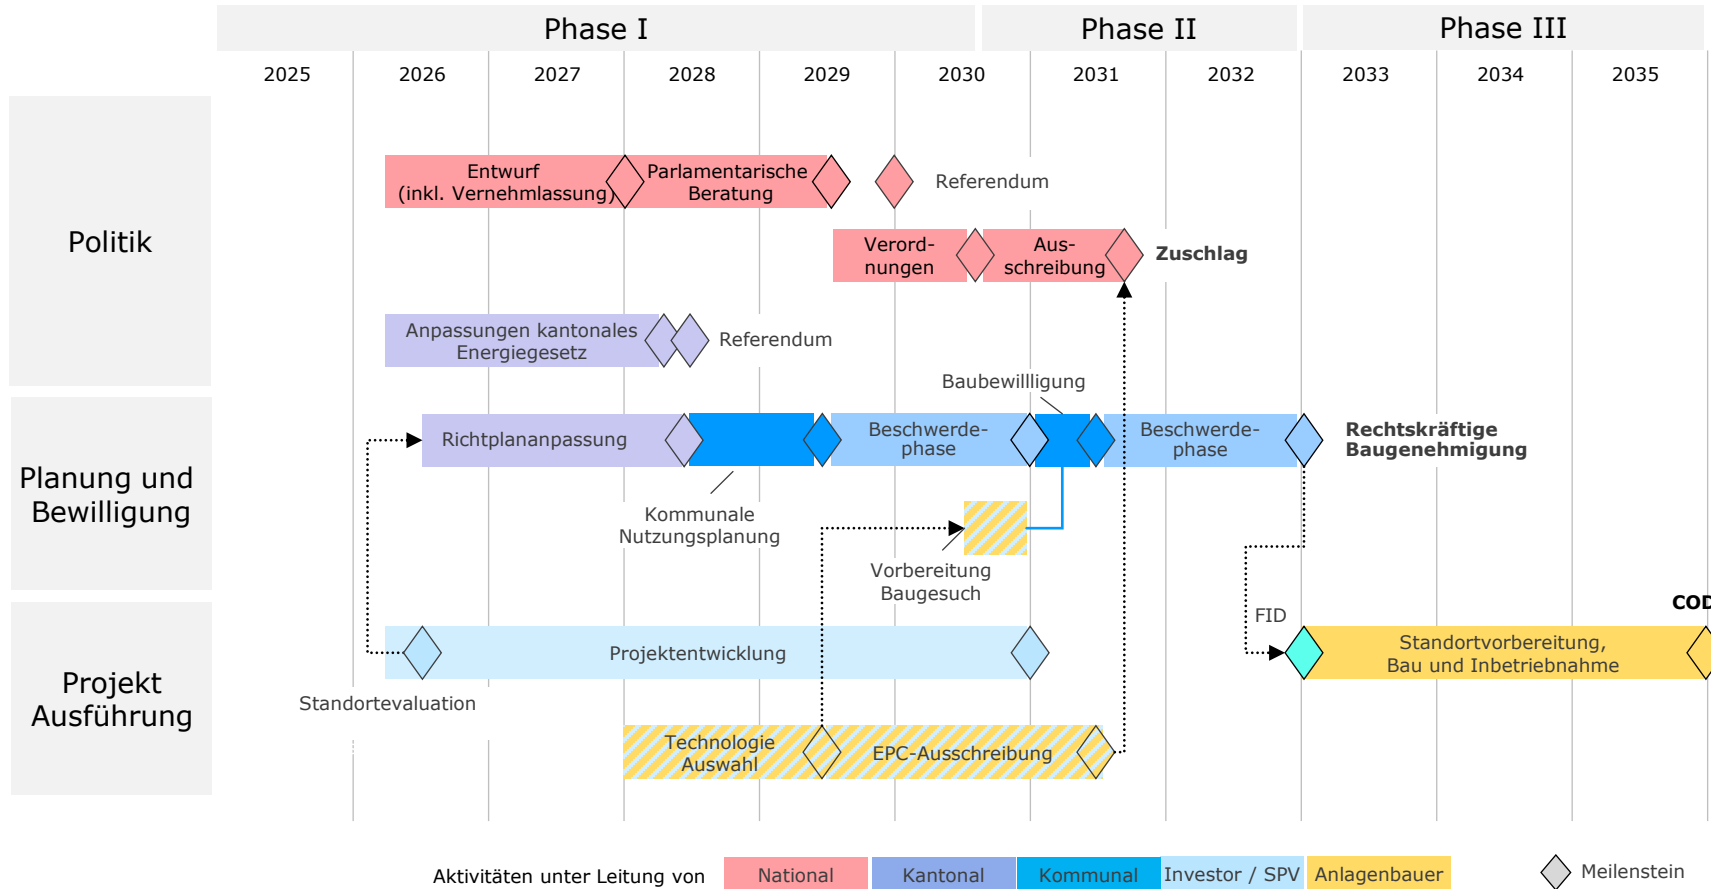 Phase I
Phase II
Phase III
2025
2026
2027
2028
2029
2030
2031
2032
2033
2034
2035
Politik
Entwurf
(inkl. Vernehmlassung)
Parlamentarische
Beratung
Referendum
Verord-
nungen
Aus-
schreibung
Zuschlag
Anpassungen kantonales
Energiegesetz
Referendum
Planung und
Bewilligung
Baubewillligung
Richtplananpassung
Beschwerde-
phase
Beschwerde-
phase
Rechtskräftige
Baugenehmigung
Kommunale
Nutzungsplanung
Vorbereitung
Baugesuch
Projekt
Ausführung
FID
COD
Projektentwicklung
Standortvorbereitung,
Bau und Inbetriebnahme
Standortevaluation
Technologie
Auswahl
EPC-Ausschreibung
Aktivitäten unter Leitung von
National
Kantonal
Kommunal
Investor / SPV
Anlagenbauer
Meilenstein